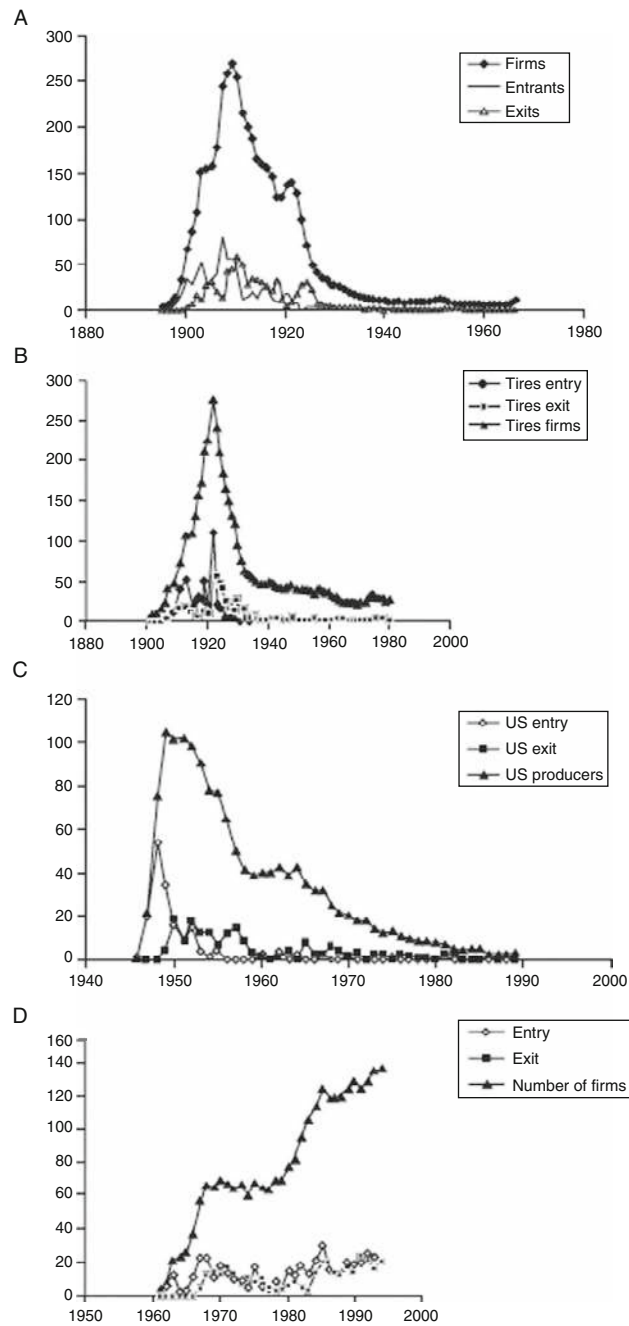 A
300
250
200
150
100
50
0
1880 1900 1920 1940 1960 1980
Firms
Entrants
Exits
B
300
250
200
150
100
50
0
1880 1900 1920 1940 1960 1980 2000
Tires entry
Tires exit
Tires firms
C
120
100
80
60
40
20
0
1940 1950 1960 1970 1980 1990 2000
US entry
US exit
US producers
D
160
140
120
100
80
60
40
20
0
1950 1960 1970 1980 1990 2000
Entry
Exit
Number of firms